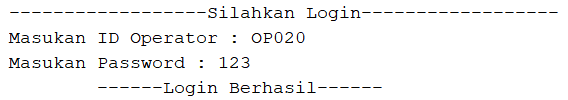 ------------------Silahkan Login------------------
Masukan ID Operator : OP020
Masukan Password : 123
------Login Berhasil------